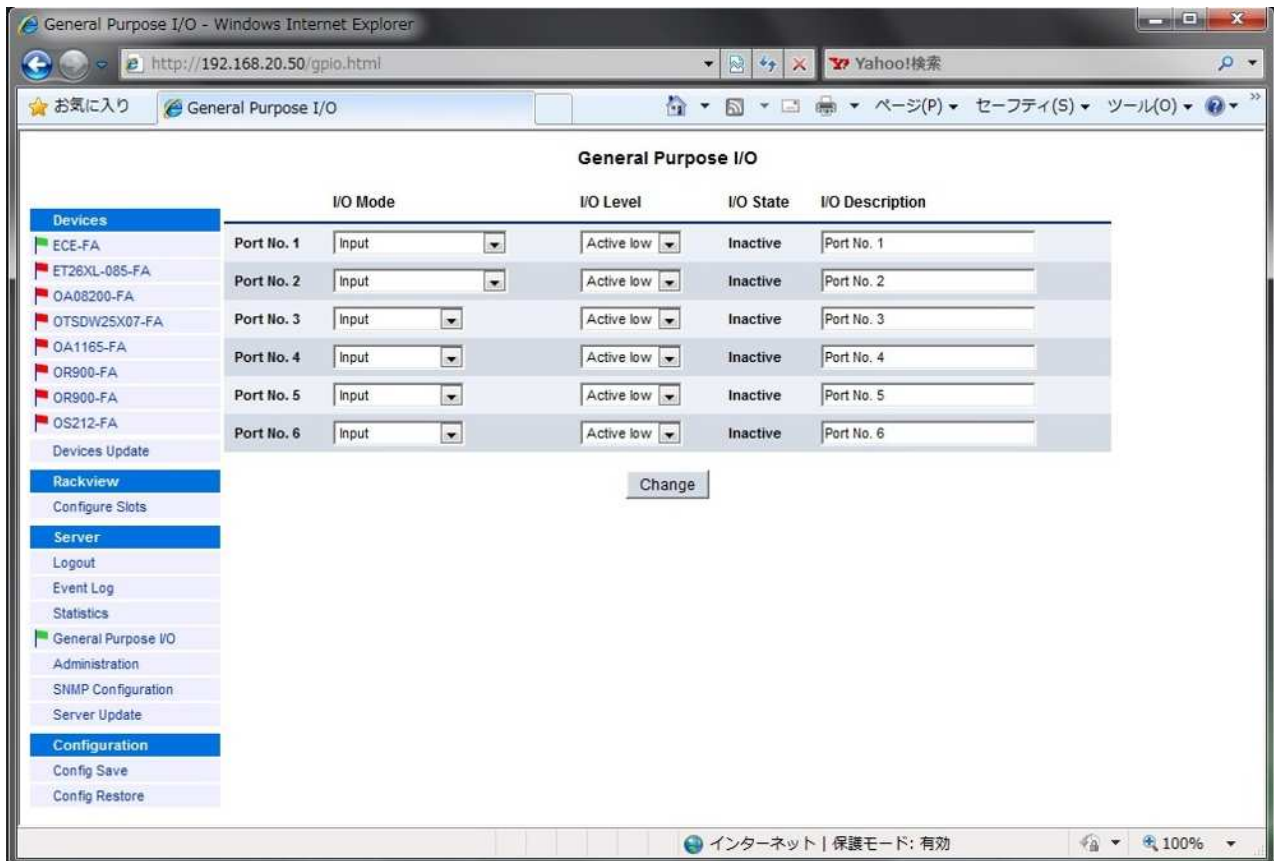 General Purpose I/O - Windows Internet Explorer
http://192.168.20.50/gpio.html
Yahoo!検索
お気に入り
General Purpose I/O
ページ(P)
セーフティ(S)
ツール(O)
General Purpose I/O
I/O Mode I/O Level I/O State I/O Description
Port No. 1 Input Active low Inactive Port No. 1
Port No. 2 Input Active low Inactive Port No. 2
Port No. 3 Input Active low Inactive Port No. 3
Port No. 4 Input Active low Inactive Port No. 4
Port No. 5 Input Active low Inactive Port No. 5
Port No. 6 Input Active low Inactive Port No. 6
Change
Devices
ECE-FA
ET26XL-085-FA
OA08200-FA
OTSDW25X07-FA
OA1165-FA
OR900-FA
OR900-FA
OS212-FA
Devices Update
Rackview
Configure Slots
Server
Logout
Event Log
Statistics
General Purpose I/O
Administration
SNMP Configuration
Server Update
Configuration
Config Save
Config Restore
インターネット | 保護モード: 有効
100%